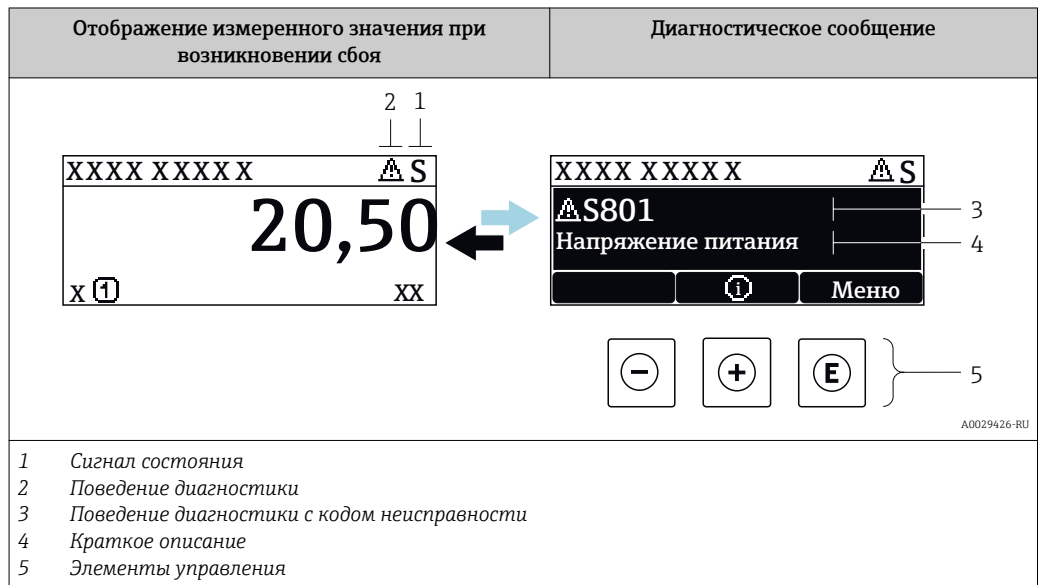 Отображение измеренного значения при
возникновении сбоя
Диагностическое сообщение
2 1
XXXX XXXXX ⚠ S
20,50
X 1 XX
XXXX XXXXX ⚠ S
⚠S801
3
Напряжение питания
4
i Меню
− + E
5
A0029426-RU
1 Сигнал состояния
2 Поведение диагностики
3 Поведение диагностики с кодом неисправности
4 Краткое описание
5 Элементы управления